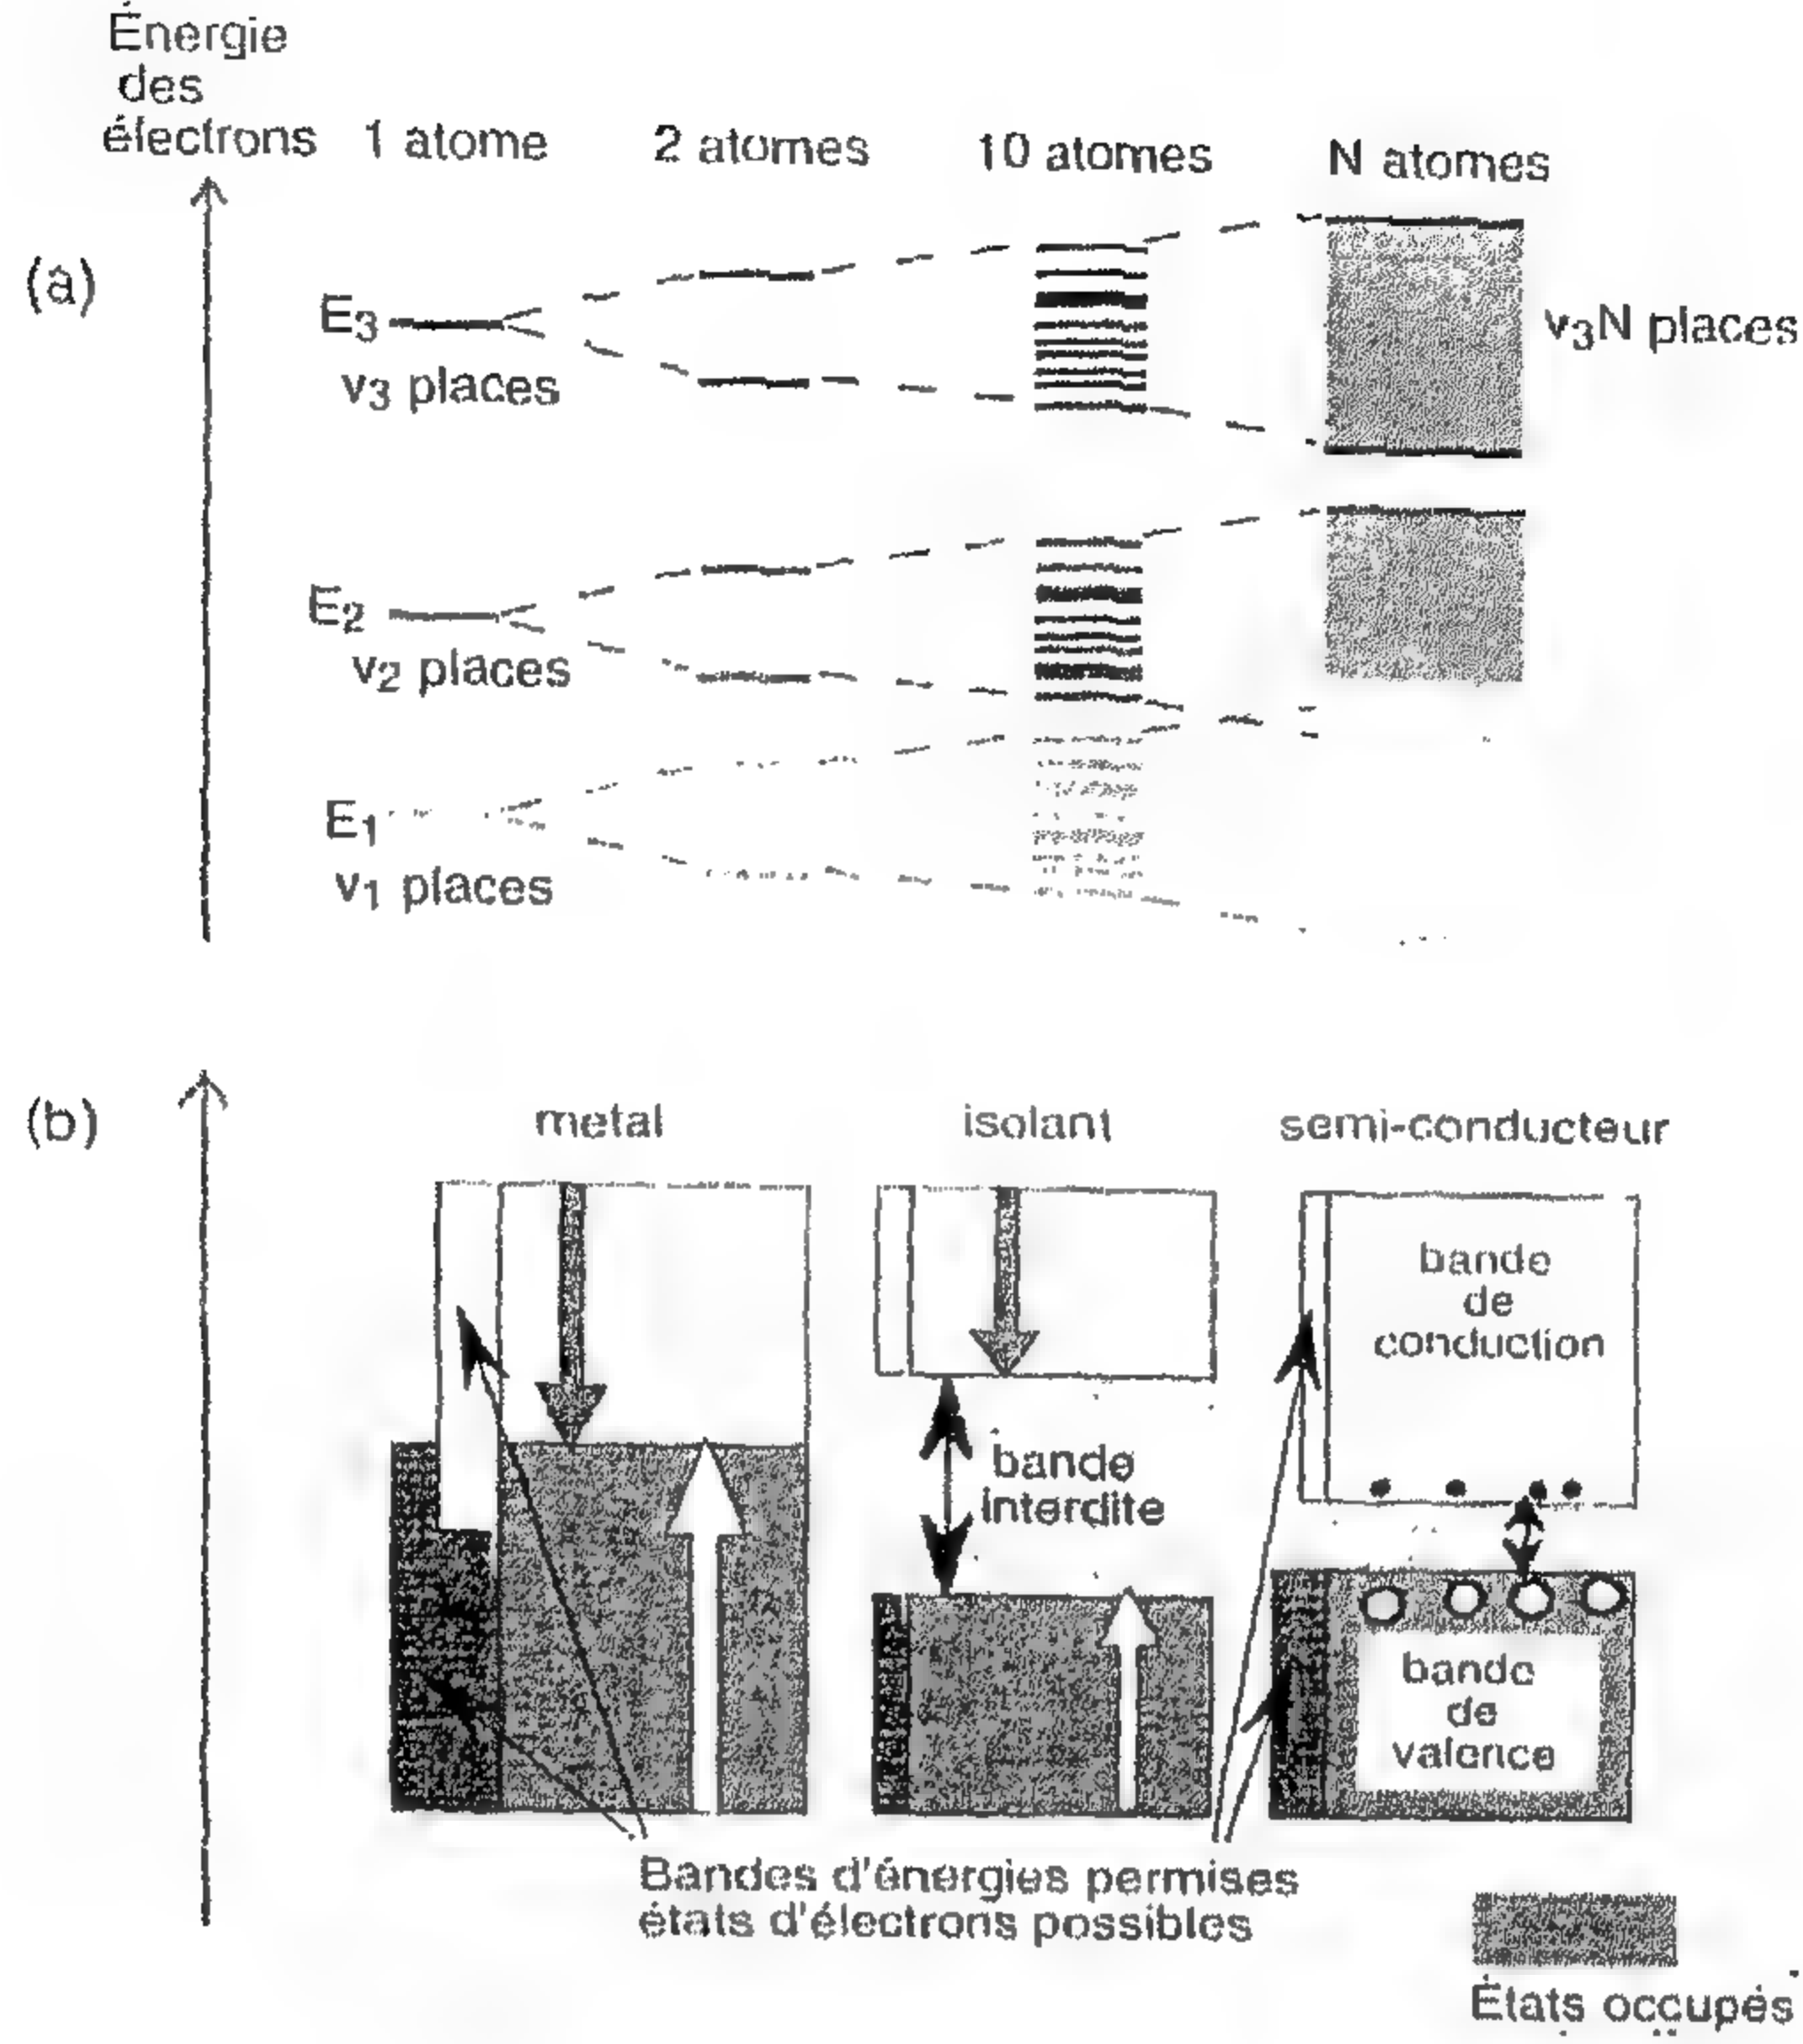 Énergie
des
électrons
1 atome
2 atomes
10 atomes
N atomes
(a)
E3
v3 places
v3N places
E2
v2 places
E1
v1 places
(b)
metal
isolant
semi-conducteur
bande
de
conduction
bande
interdite
bande
de
valence
Bandes d'énergies permises
états d'électrons possibles
États occupés